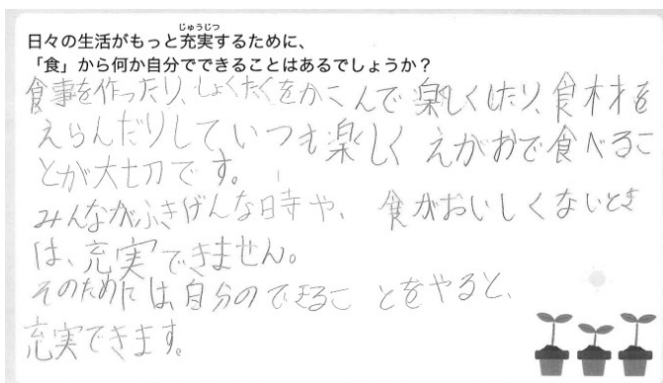 じゅうじつ
日々の生活がもっと充実するために、
「食」から何か自分でできることはあるでしょうか？
食事を作ったり、しょくたくをかこんで楽しくしたり、食材を
えらんだりしていつも楽しくえがおで食べるこ
とが大切です。
みんながふきげんな時や、食がおいしくないとき
は、充実できません。
そのためには、自分のできることをやると、
充実できます。